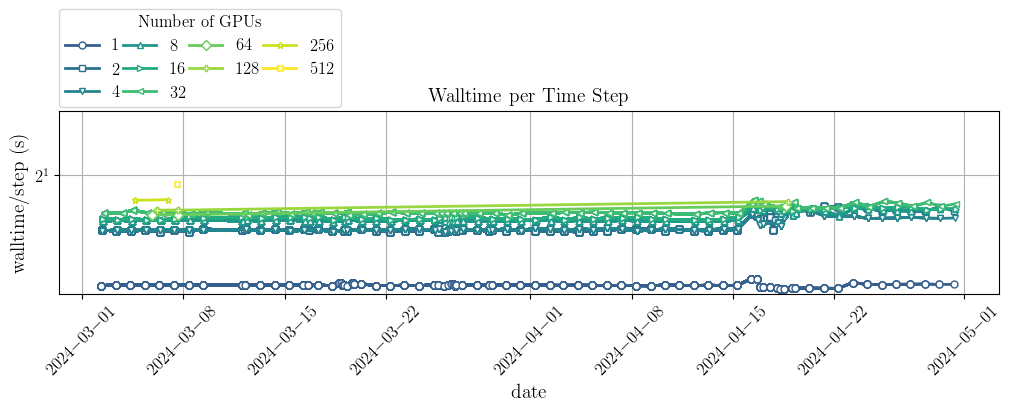 Number of GPUs
1 8 64 256
2 16 128 512
4 32
Walltime per Time Step
walltime/step (s)
2^1
2024−03−01 2024−03−08 2024−03−15 2024−03−22 2024−04−01 2024−04−08 2024−04−15 2024−04−22 2024−05−01
date